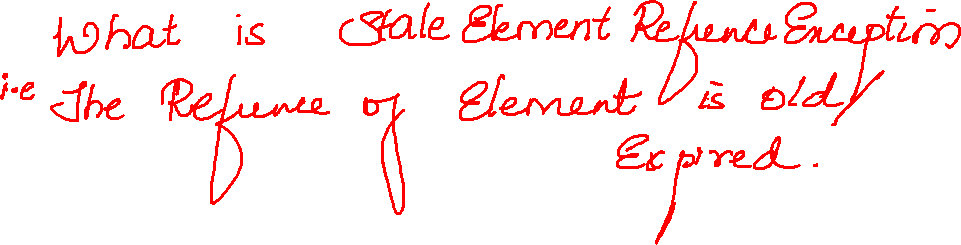 What is Stale Element Refrence Exception
i.e The Refrence of Element is old/
Expired.